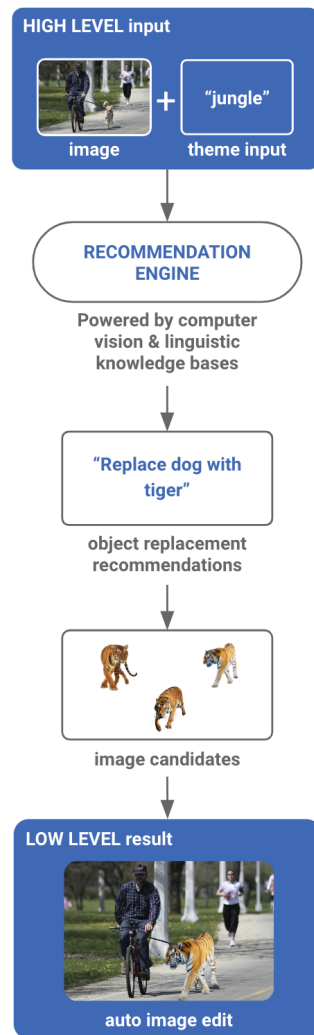 HIGH LEVEL input
+
“jungle”
image
theme input
RECOMMENDATION
ENGINE
Powered by computer
vision & linguistic
knowledge bases
“Replace dog with
tiger”
object replacement
recommendations
image candidates
LOW LEVEL result
auto image edit